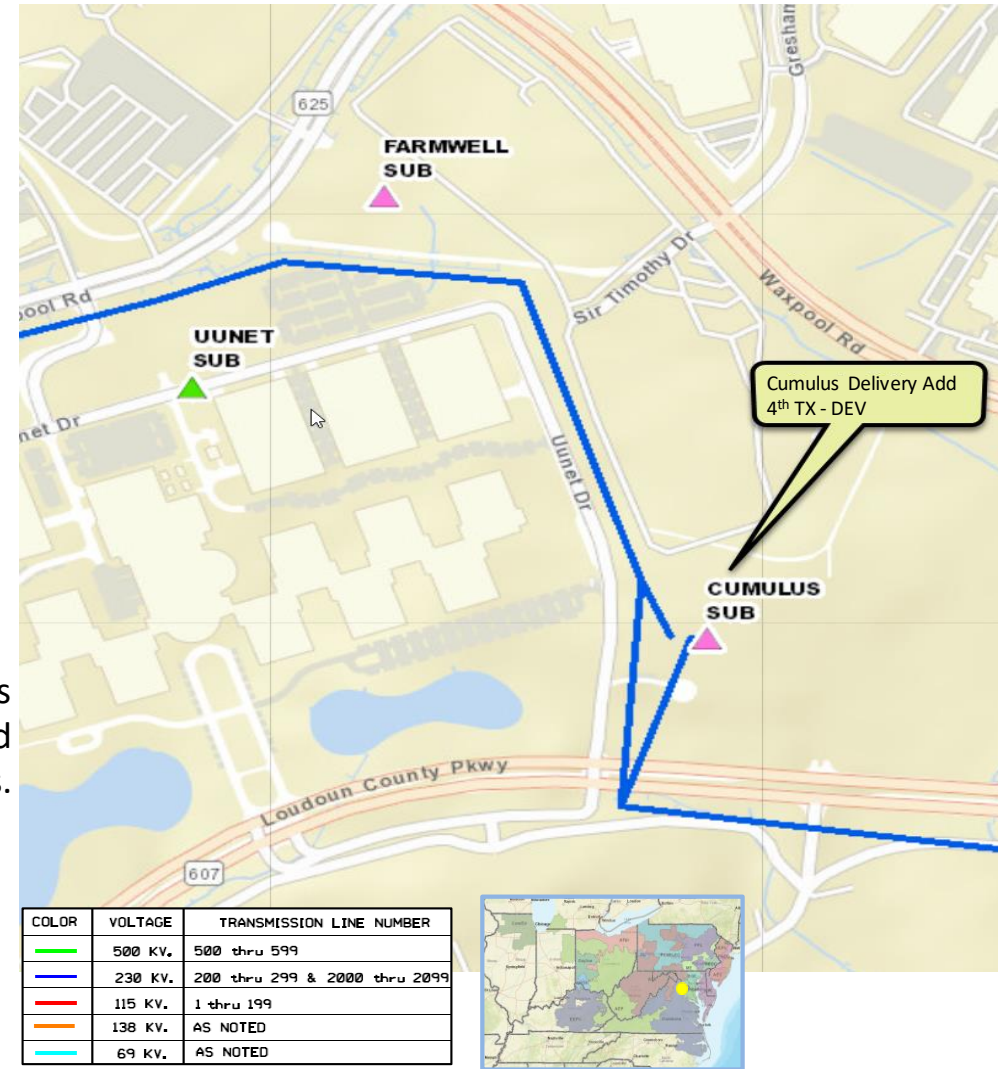 625
Gresham
FARMWELL
SUB
Sir Timothy Dr
Waxpool Rd
pool Rd
UUNET
SUB
Cumulus Delivery Add
4th TX - DEV
net Dr
Uunet Dr
CUMULUS
SUB
s
d
s.
Loudoun County Pkwy
607
COLOR VOLTAGE TRANSMISSION LINE NUMBER
500 KV. 500 thru 599
230 KV. 200 thru 299 & 2000 thru 2099
115 KV. 1 thru 199
138 KV. AS NOTED
69 KV. AS NOTED